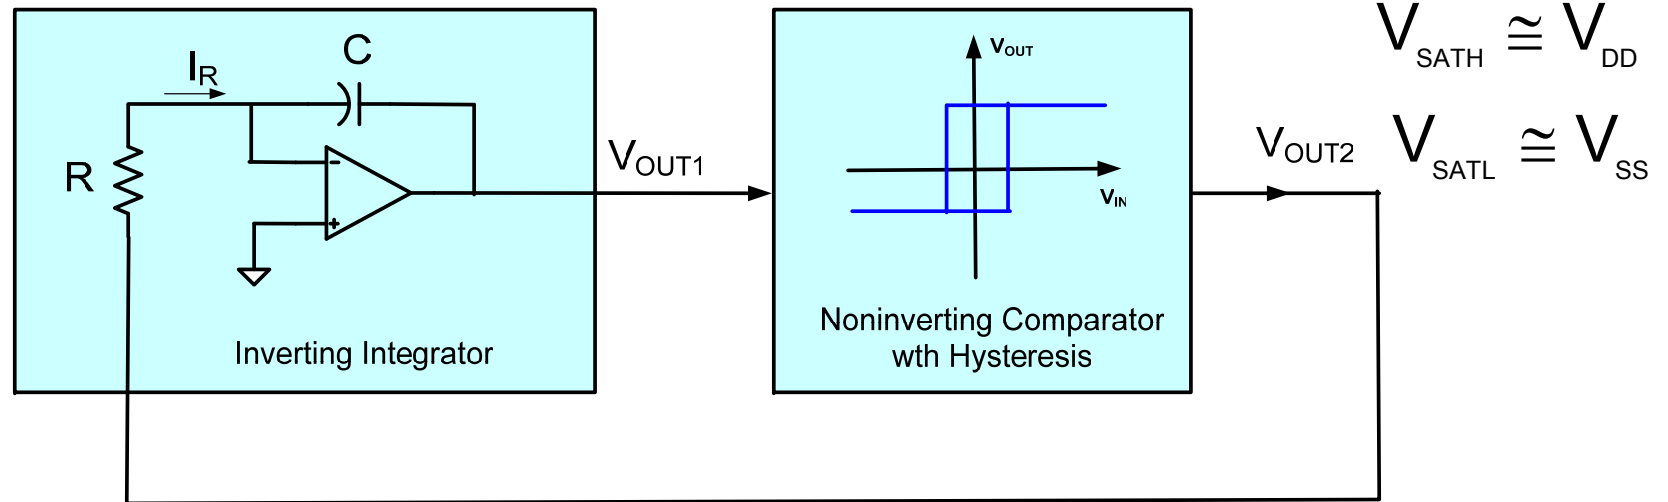 C
I_R
R
-
+
Inverting Integrator
V_OUT1
V_OUT
V_IN
Noninverting Comparator
wth Hysteresis
V_OUT2
V_SATH ≅ V_DD
V_SATL ≅ V_SS